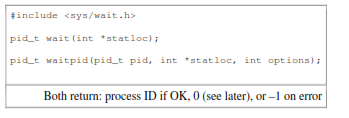 #include <sys/wait.h>
pid_t wait(int *statloc);
pid_t waitpid(pid_t pid, int *statloc, int options);
Both return: process ID if OK, 0 (see later), or –1 on error